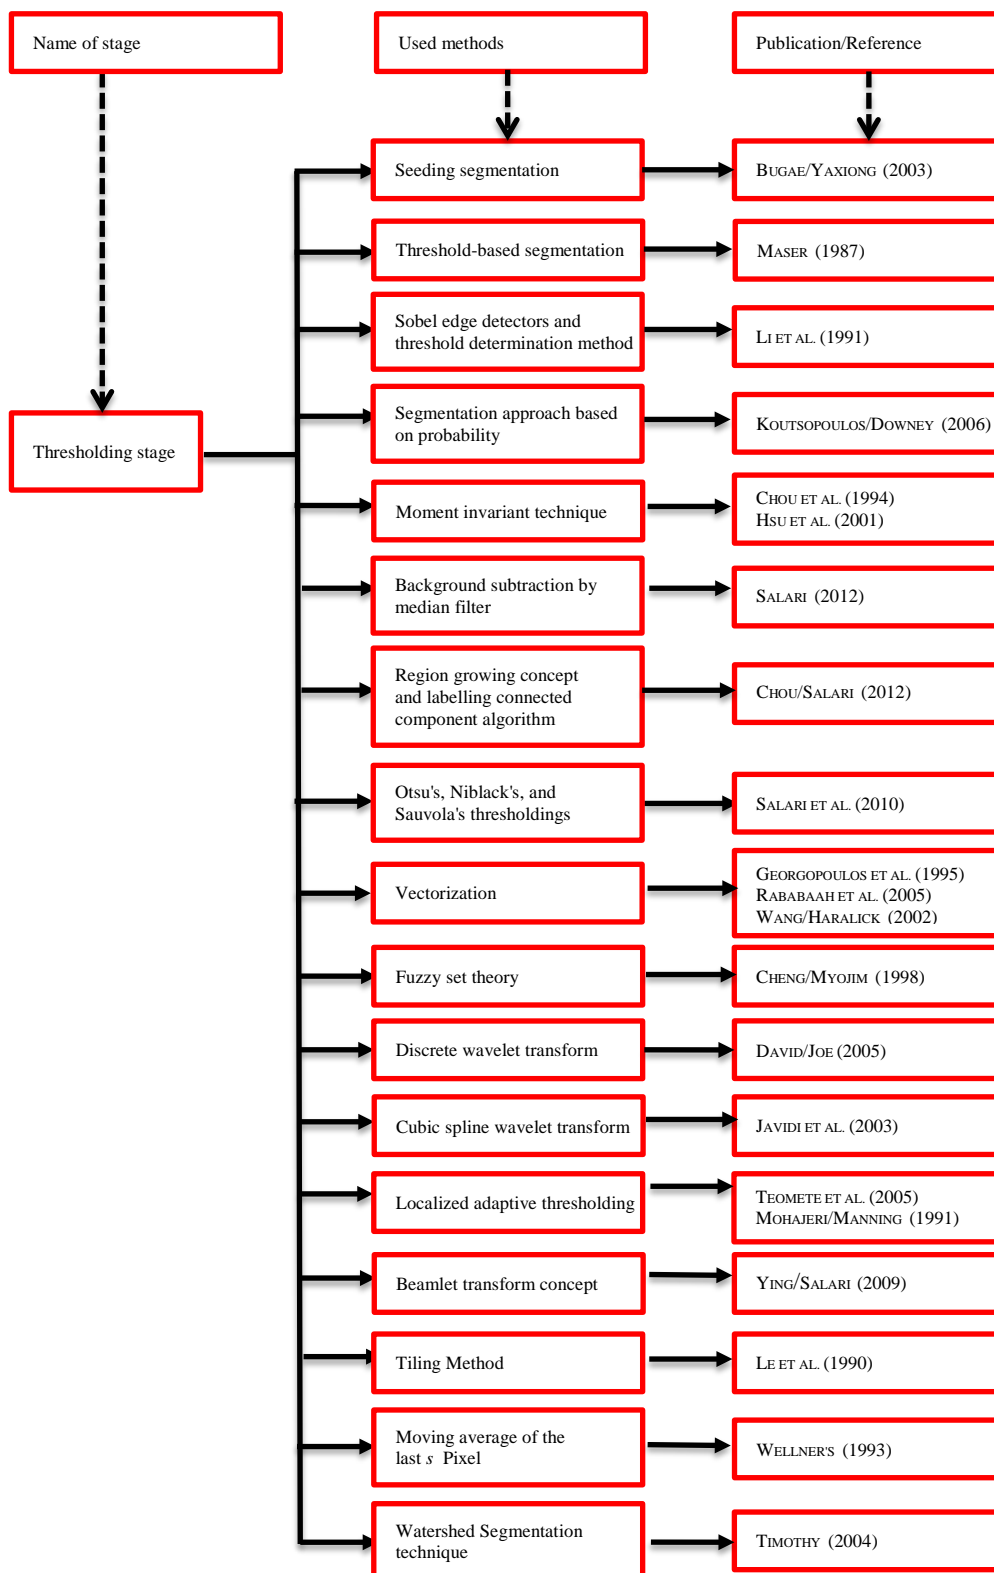 Name of stage
Used methods
Publication/Reference
Seeding segmentation
BUGAE/YAXIONG (2003)
Threshold-based segmentation
MASER (1987)
Sobel edge detectors and
threshold determination method
LI ET AL. (1991)
Segmentation approach based
on probability
KOUTSOPOULOS/DOWNEY (2006)
Thresholding stage
Moment invariant technique
CHOU ET AL. (1994)
HSU ET AL. (2001)
Background subtraction by
median filter
SALARI (2012)
Region growing concept
and labelling connected
component algorithm
CHOU/SALARI (2012)
Otsu's, Niblack's, and
Sauvola's thresholdings
SALARI ET AL. (2010)
Vectorization
GEORGOPOULOS ET AL. (1995)
RABABAAH ET AL. (2005)
WANG/HARALICK (2002)
Fuzzy set theory
CHENG/MYOJIM (1998)
Discrete wavelet transform
DAVID/JOE (2005)
Cubic spline wavelet transform
JAVIDI ET AL. (2003)
Localized adaptive thresholding
TEOMETE ET AL. (2005)
MOHAJERI/MANNING (1991)
Beamlet transform concept
YING/SALARI (2009)
Tiling Method
LE ET AL. (1990)
Moving average of the
last s Pixel
WELLNER'S (1993)
Watershed Segmentation
technique
TIMOTHY (2004)